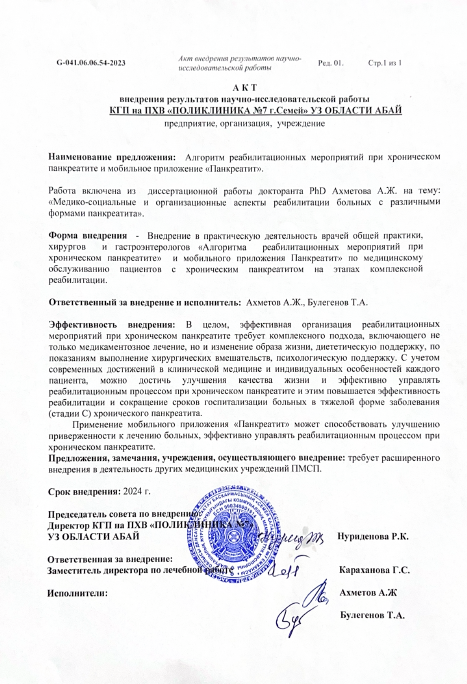 G-041.06.06.54-2023
Акт внедрения результатов научно-
исследовательской работы
Ред. 01.
Стр.1 из 1
А К Т
внедрения результатов научно-исследовательской работы
КГП на ПХВ «ПОЛИКЛИНИКА №7 г.Семей» УЗ ОБЛАСТИ АБАЙ
предприятие, организация, учреждение
Наименование предложения: Алгоритм реабилитационных мероприятий при хроническом
панкреатите и мобильное приложение «Панкреатит».
Работа включена из диссертационной работы докторанта PhD Ахметова А.Ж. на тему:
«Медико-социальные и организационные аспекты реабилитации больных с различными
формами панкреатита».
Форма внедрения - Внедрение в практическую деятельность врачей общей практики,
хирургов и гастроэнтерологов «Алгоритма реабилитационных мероприятий при
хроническом панкреатите» и мобильного приложения Панкреатит» по медицинскому
обслуживанию пациентов с хроническим панкреатитом на этапах комплексной
реабилитации.
Ответственный за внедрение и исполнитель: Ахметов А.Ж., Булегенов Т.А.
Эффективность внедрения: В целом, эффективная организация реабилитационных
мероприятий при хроническом панкреатите требует комплексного подхода, включающего не
только медикаментозное лечение, но и изменение образа жизни, диетическую поддержку, по
показаниям выполнение хирургических вмешательств, психологическую поддержку. С учетом
современных достижений в клинической медицине и индивидуальных особенностей каждого
пациента, можно достичь улучшения качества жизни и эффективно управлять
реабилитационным процессом при хроническом панкреатите и этим повышается эффективность
реабилитации и сокращение сроков госпитализации больных в тяжелой форме заболевания
(стадии С) хронического панкреатита.
Применение мобильного приложения «Панкреатит» может способствовать улучшению
приверженности к лечению больных, эффективно управлять реабилитационным процессом при
хроническом панкреатите.
Предложения, замечания, учреждения, осуществляющего внедрение: требует расширенного
внедрения в деятельность других медицинских учреждений ПМСП.
Срок внедрения: 2024 г.
Председатель совета по внедрению
Директор КГП на ПХВ «ПОЛИКЛИНИКА №7»
УЗ ОБЛАСТИ АБАЙ
Нуриденова Р.К.
Ответственная за внедрение:
Заместитель директора по лечебной работе
Караханова Г.С.
Исполнители:
Ахметов А.Ж
Булегенов Т.А.